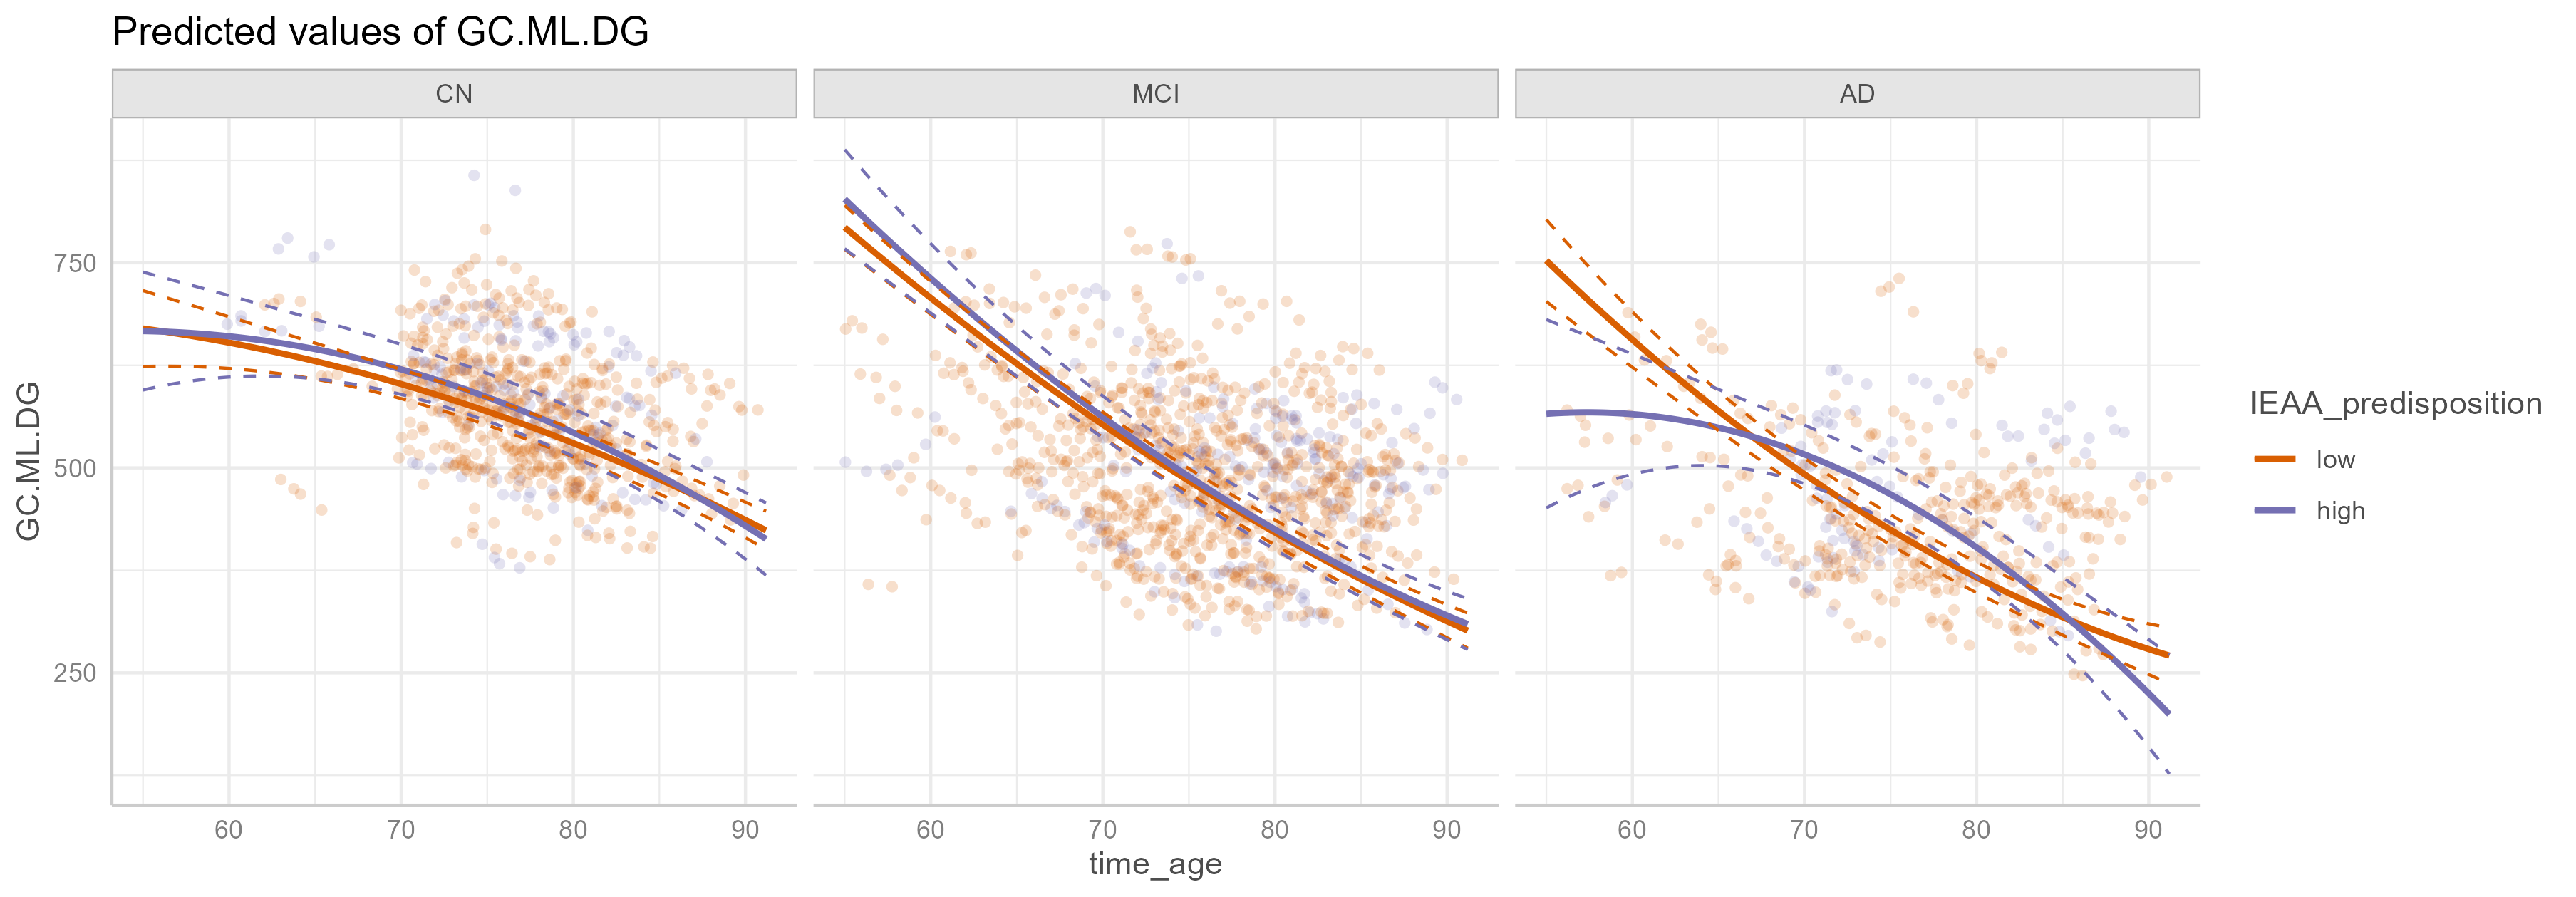 Predicted values of GC.ML.DG
CN
MCI
AD
GC.ML.DG
750
500
250
60 70 80 90
60 70 80 90
60 70 80 90
time_age
IEAA_predisposition
low
high